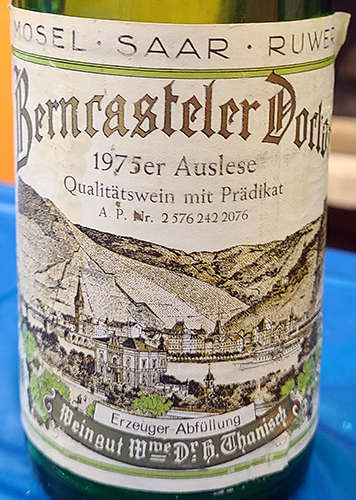 MOSEL · SAAR · RUWER
Berncasteler
1975er Auslese
Qualitätswein mit Prädikat
A. P. Nr. 2 576 242 2076
Erzeuger-Abfüllung
Weingut Wwe Dr H. Thanisch